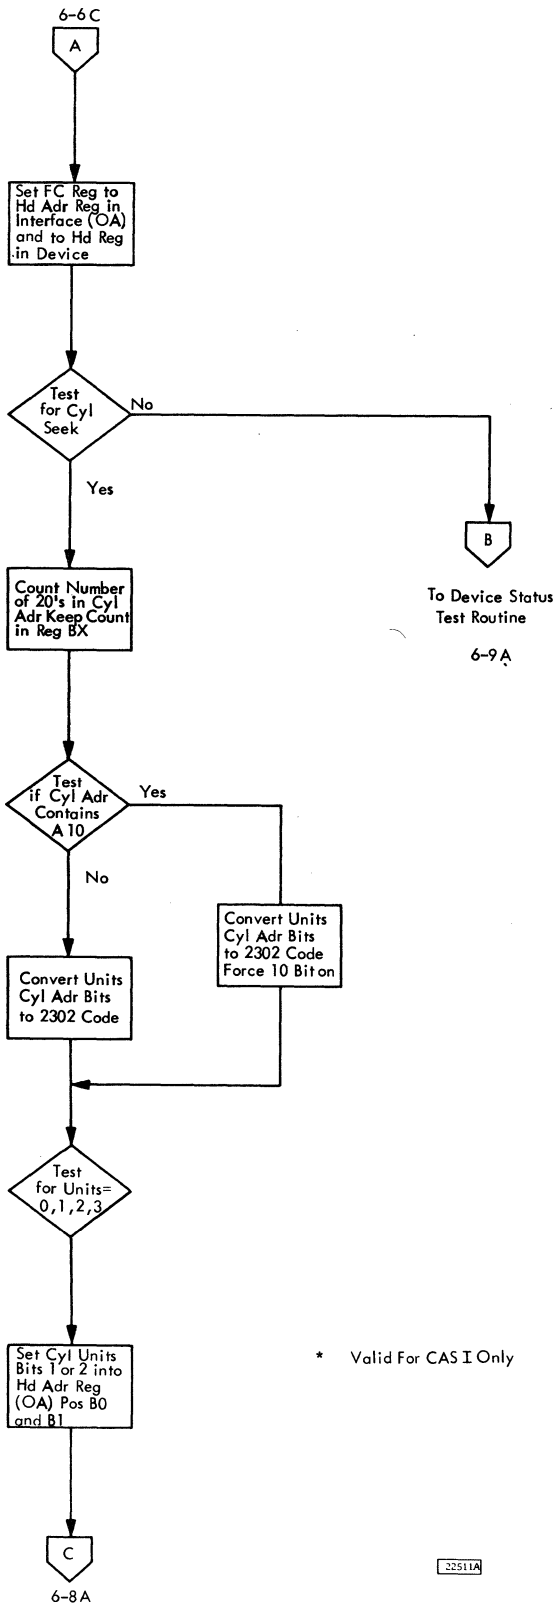 6-6 C
A
Set FC Reg to
Hd Adr Reg in
Interface (OA)
and to Hd Reg
in Device
Test
for Cyl
Seek
No
Yes
B
To Device Status
Test Routine
6-9 A
Count Number
of 20's in Cyl
Adr Keep Count
in Reg BX
Test
if Cyl Adr
Contains
A 10
Yes
No
Convert Units
Cyl Adr Bits
to 2302 Code
Force 10 Bit on
Convert Units
Cyl Adr Bits
to 2302 Code
Test
for Units=
0,1,2,3
Set Cyl Units
Bits 1 or 2 into
Hd Adr Reg
(OA) Pos B0
and B1
* Valid For CAS I Only
C
6-8 A
22511A